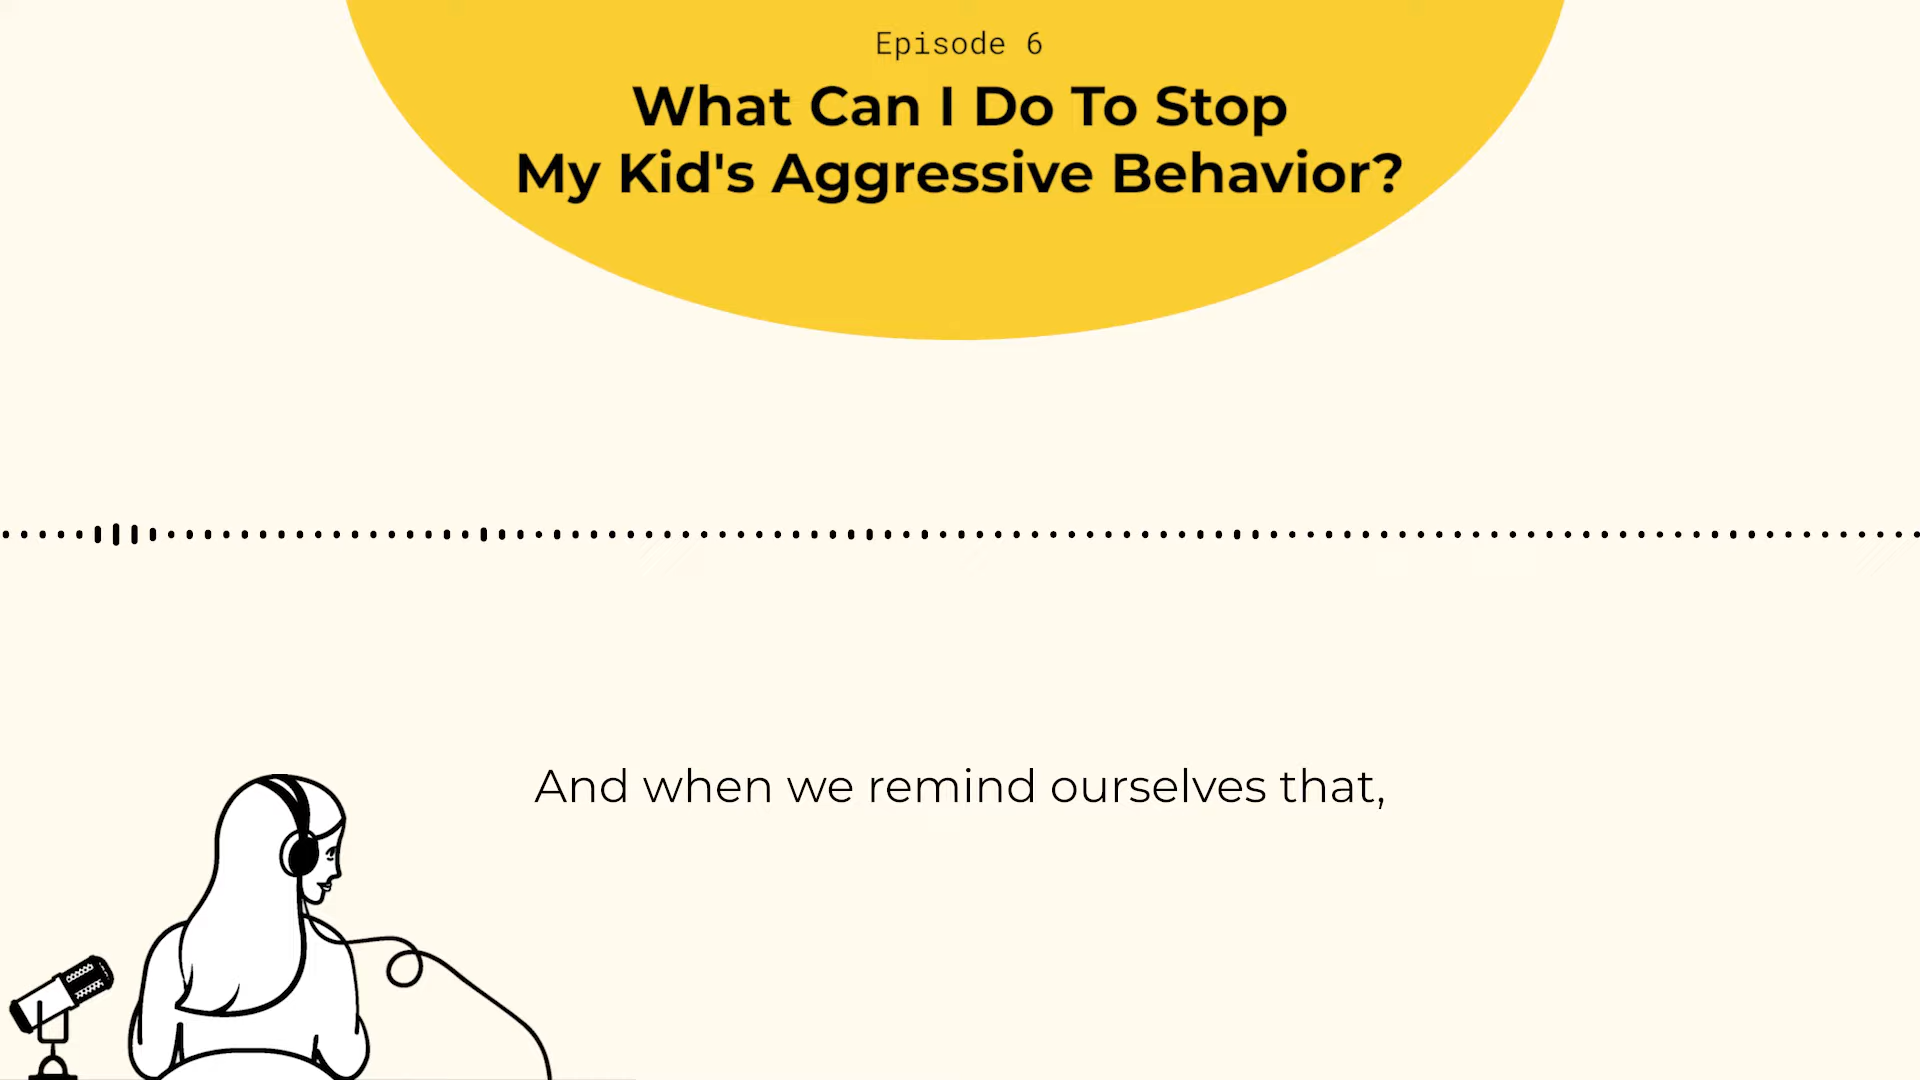 Episode 6
What Can I Do To Stop
My Kid's Aggressive Behavior?
And when we remind ourselves that,